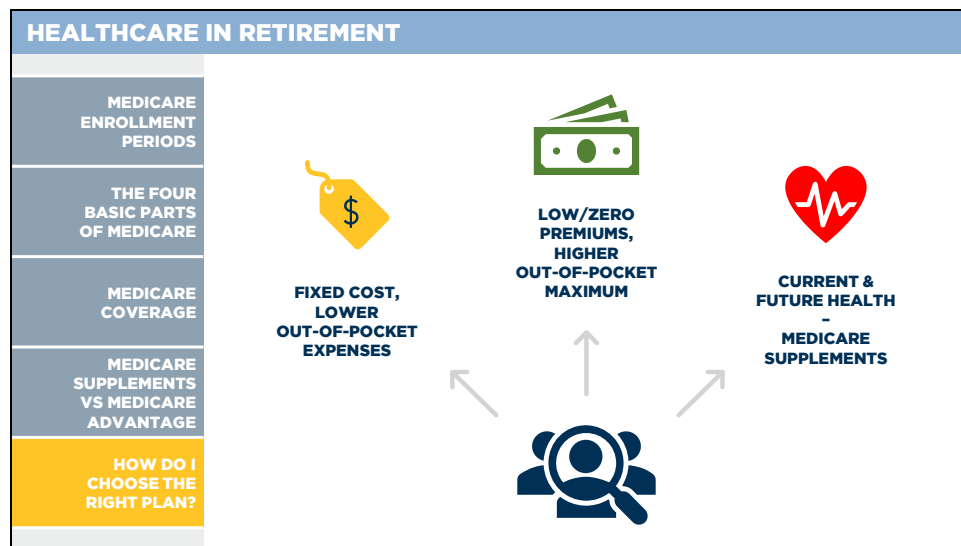 HEALTHCARE IN RETIREMENT
MEDICARE
ENROLLMENT
PERIODS
THE FOUR
BASIC PARTS
OF MEDICARE
MEDICARE
COVERAGE
MEDICARE
SUPPLEMENTS
VS MEDICARE
ADVANTAGE
HOW DO I
CHOOSE THE
RIGHT PLAN?
$
FIXED COST,
LOWER
OUT-OF-POCKET
EXPENSES
LOW/ZERO
PREMIUMS,
HIGHER
OUT-OF-POCKET
MAXIMUM
CURRENT &
FUTURE HEALTH
–
MEDICARE
SUPPLEMENTS